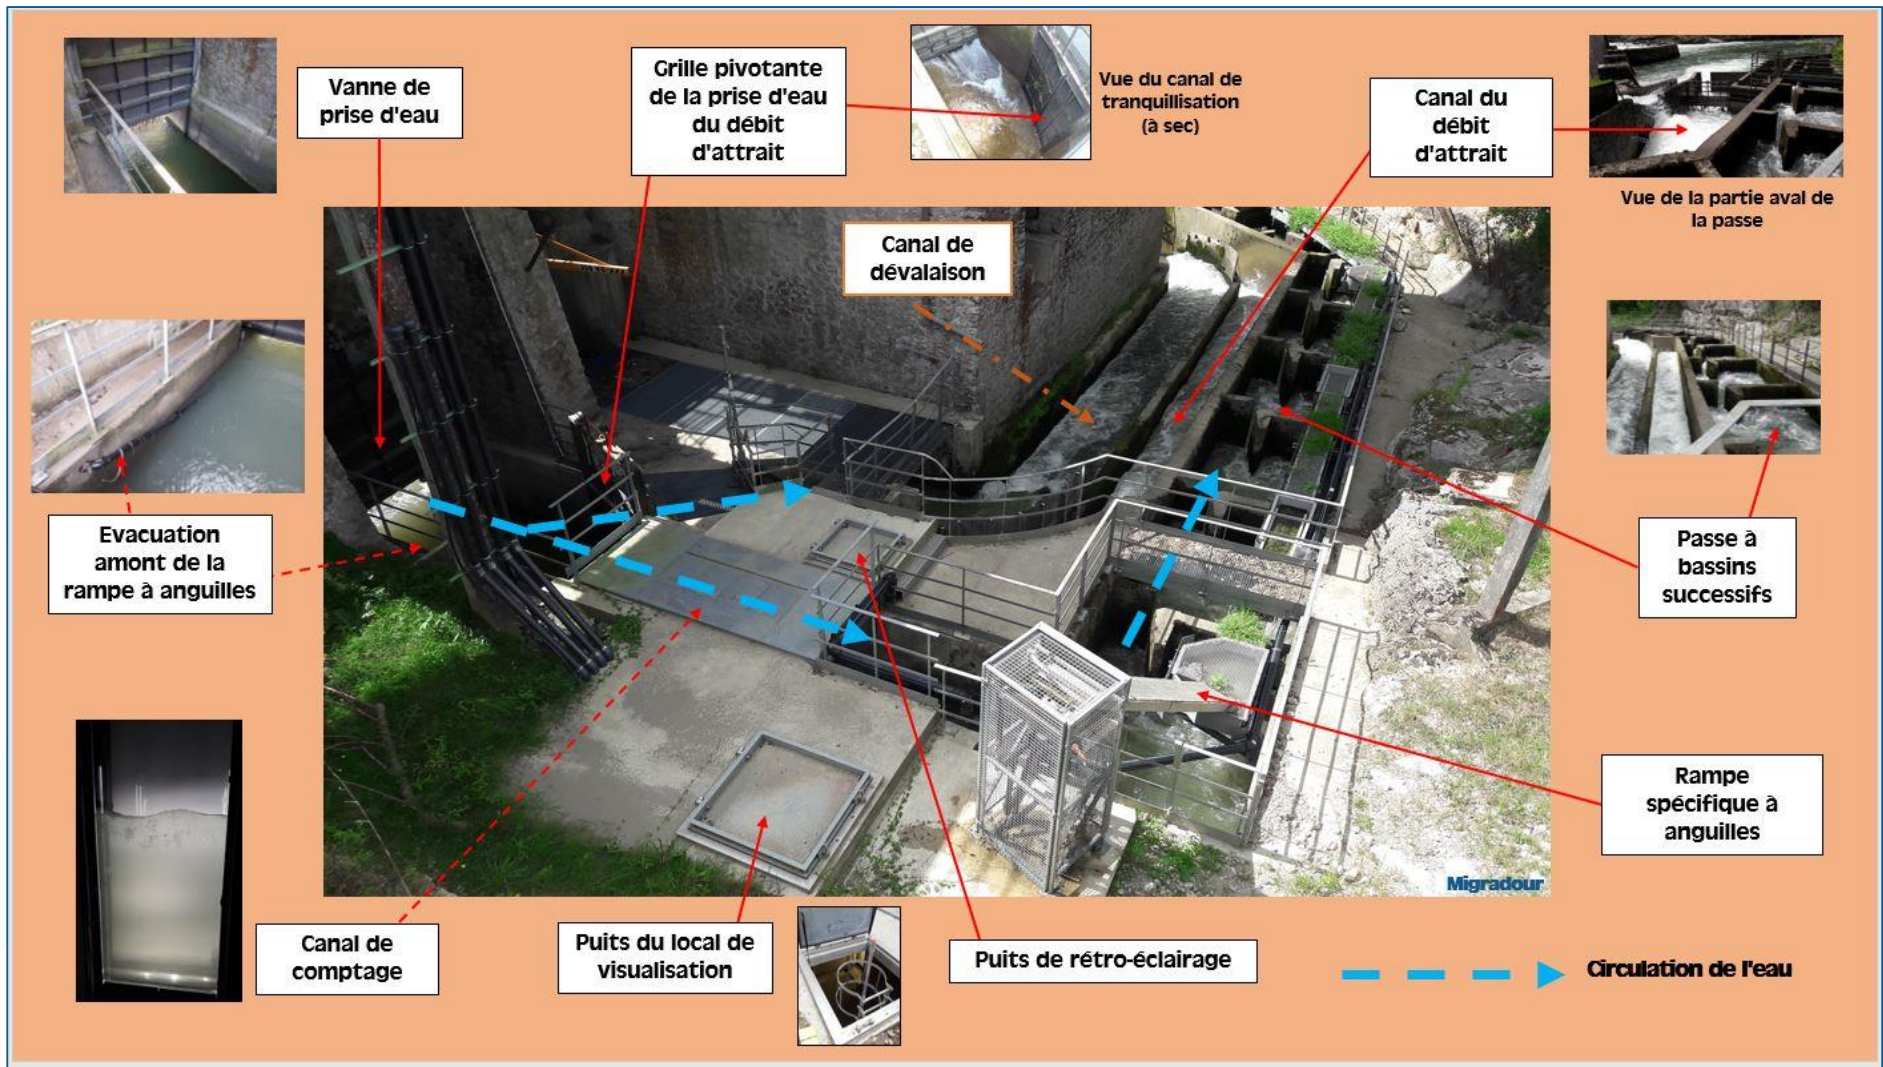 Vanne de
prise d'eau
Grille pivotante
de la prise d'eau
du débit
d'attrait
Vue du canal de
tranquillisation
(à sec)
Canal du
débit
d'attrait
Vue de la partie aval de
la passe
Canal de
dévalaison
Evacuation
amont de la
rampe à anguilles
Passe à
bassins
successifs
Rampe
spécifique à
anguilles
Migradour
Canal de
comptage
Puits du local de
visualisation
Puits de rétro-éclairage
Circulation de l'eau